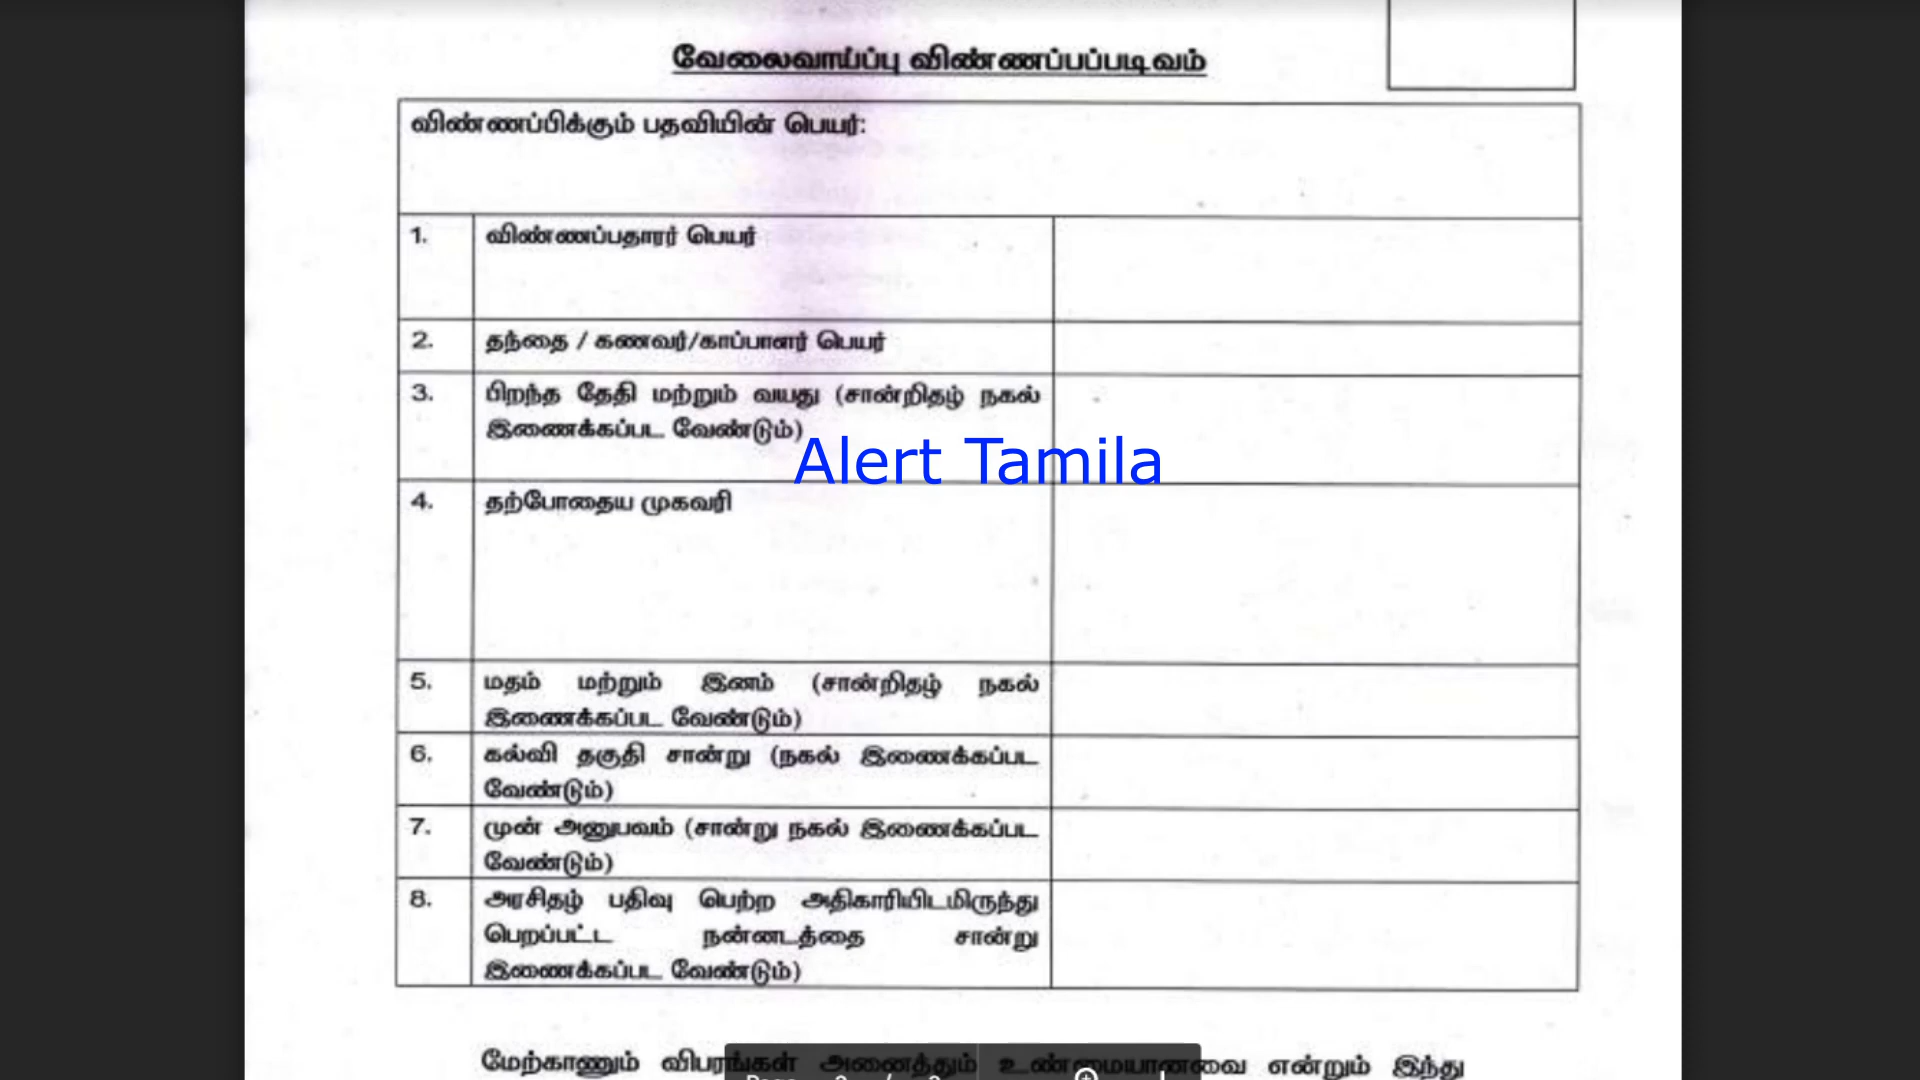 வேலைவாய்ப்பு விண்ணப்பப்படிவம்
விண்ணப்பிக்கும் பதவியின் பெயர்:
1. விண்ணப்பதாரர் பெயர்
2. தந்தை / கணவர்/காப்பாளர் பெயர்
3. பிறந்த தேதி மற்றும் வயது (சான்றிதழ் நகல்
இணைக்கப்பட வேண்டும்)
Alert Tamila
4. தற்போதைய முகவரி
5. மதம் மற்றும் இனம் (சான்றிதழ் நகல்
இணைக்கப்பட வேண்டும்)
6. கல்வி தகுதி சான்று (நகல் இணைக்கப்பட
வேண்டும்)
7. முன் அனுபவம் (சான்று நகல் இணைக்கப்பட
வேண்டும்)
8. அரசிதழ் பதிவு பெற்ற அதிகாரியிடமிருந்து
பெறப்பட்ட நன்னடத்தை சான்று
இணைக்கப்பட வேண்டும்)
மேற்காணும் விபரங்கள் அனைத்தும் உண்மையானவை என்றும் இந்து